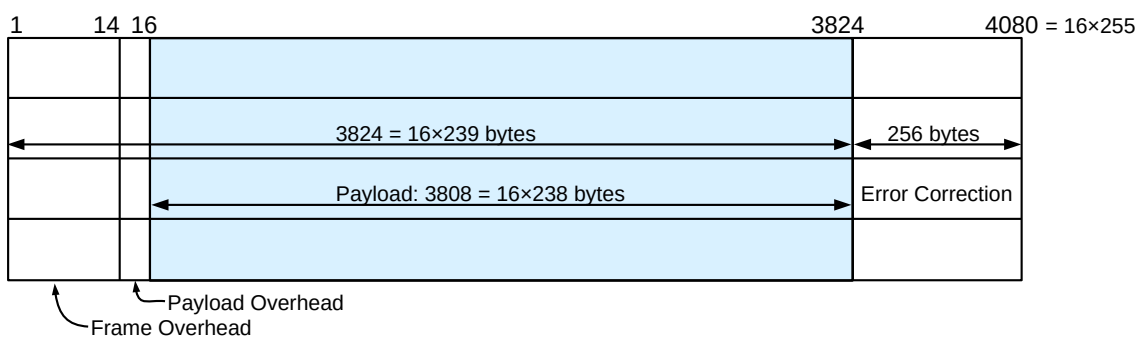 1 14 16 3824 4080 = 16×255
3824 = 16×239 bytes 256 bytes
Payload: 3808 = 16×238 bytes Error Correction
Payload Overhead
Frame Overhead